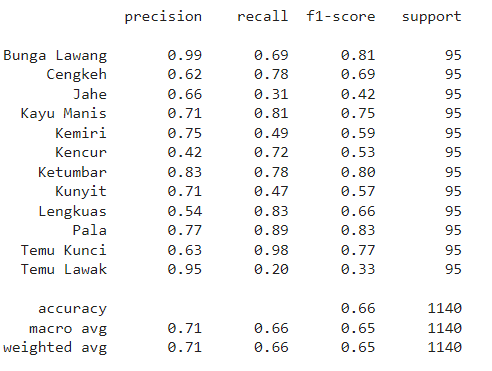 precision recall f1-score support
Bunga Lawang 0.99 0.69 0.81 95
Cengkeh 0.62 0.78 0.69 95
Jahe 0.66 0.31 0.42 95
Kayu Manis 0.71 0.81 0.75 95
Kemiri 0.75 0.49 0.59 95
Kencur 0.42 0.72 0.53 95
Ketumbar 0.83 0.78 0.80 95
Kunyit 0.71 0.47 0.57 95
Lengkuas 0.54 0.83 0.66 95
Pala 0.77 0.89 0.83 95
Temu Kunci 0.63 0.98 0.77 95
Temu Lawak 0.95 0.20 0.33 95
accuracy 0.66 1140
macro avg 0.71 0.66 0.65 1140
weighted avg 0.71 0.66 0.65 1140